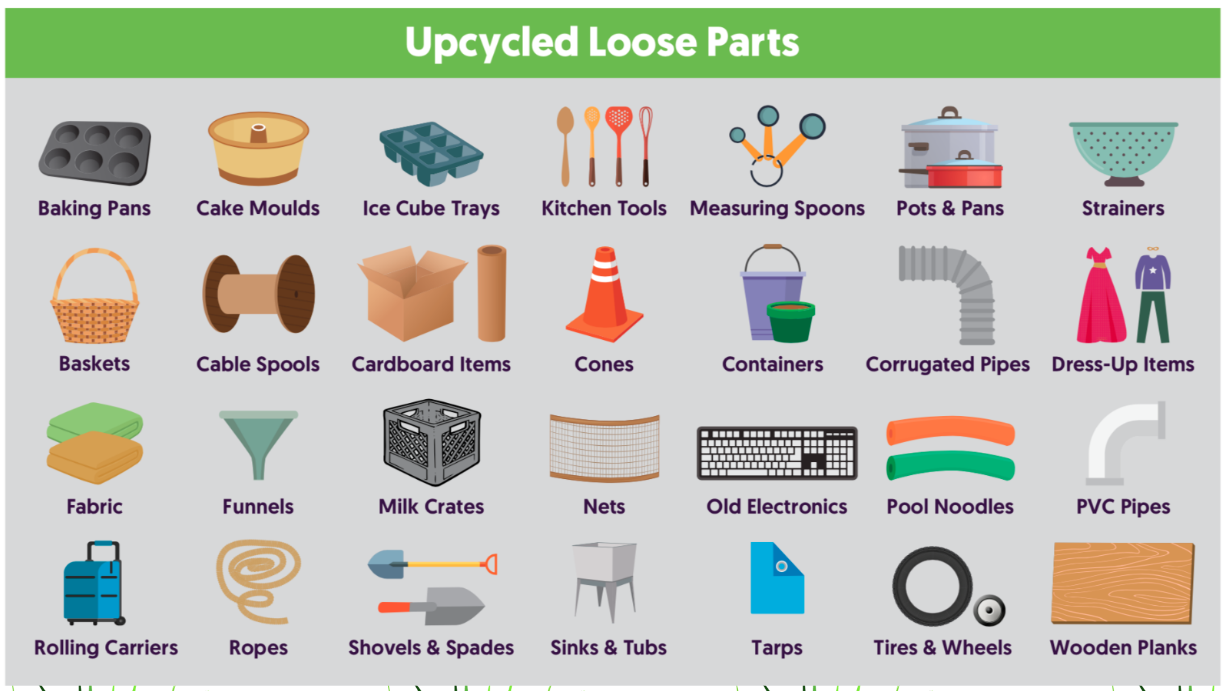 Upcycled Loose Parts
Baking Pans
Cake Moulds
Ice Cube Trays
Kitchen Tools
Measuring Spoons
Pots & Pans
Strainers
Baskets
Cable Spools
Cardboard Items
Cones
Containers
Corrugated Pipes
Dress-Up Items
Fabric
Funnels
Milk Crates
Nets
Old Electronics
Pool Noodles
PVC Pipes
Rolling Carriers
Ropes
Shovels & Spades
Sinks & Tubs
Tarps
Tires & Wheels
Wooden Planks